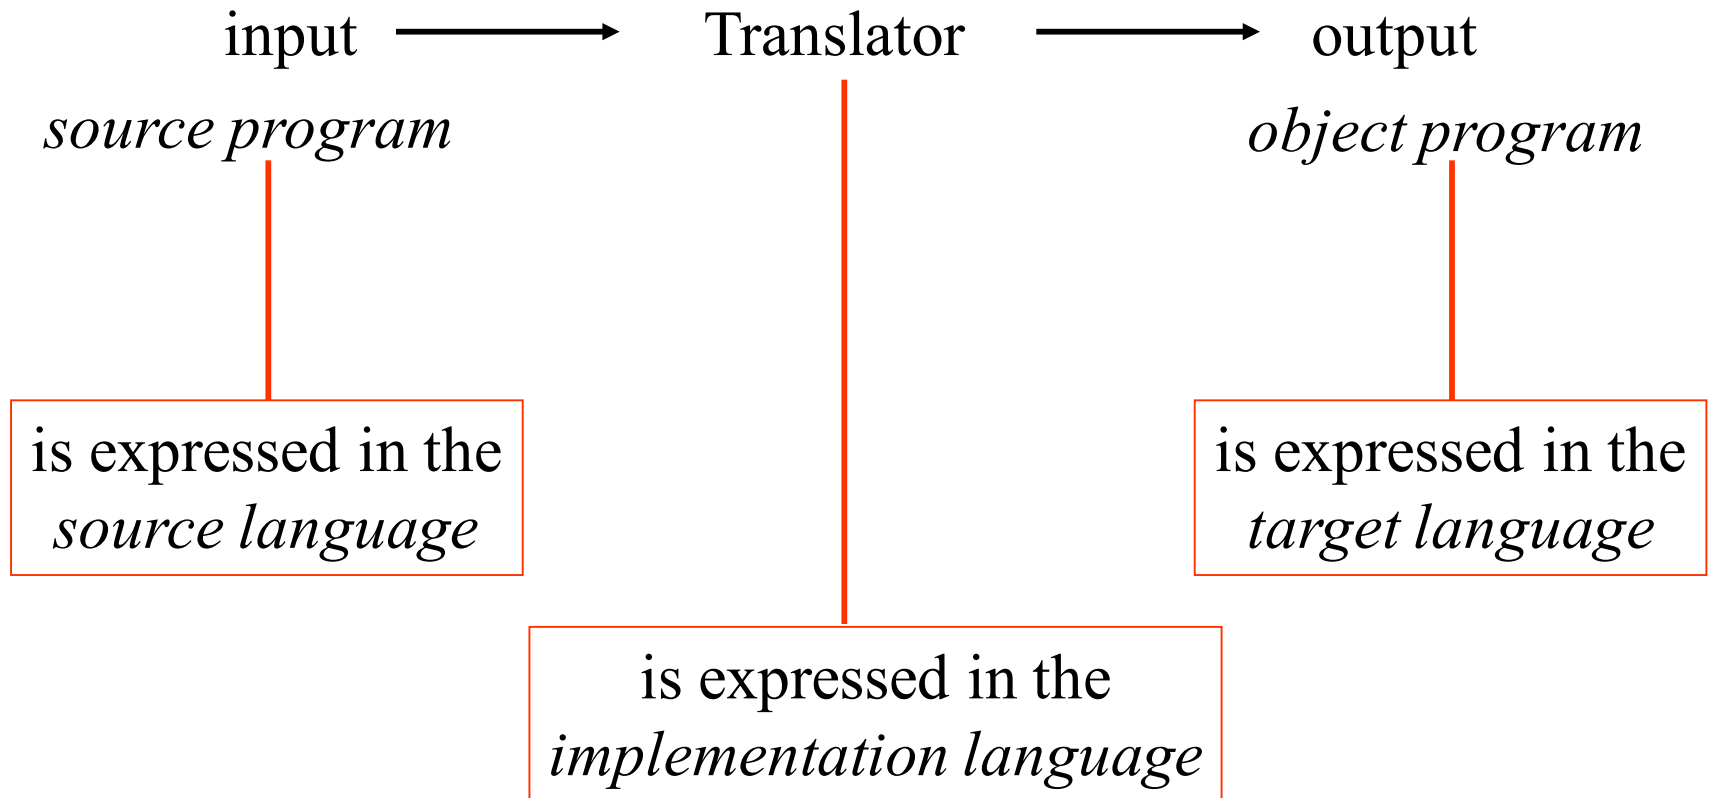 input
Translator
output
source program
object program
is expressed in the
source language
is expressed in the
target language
is expressed in the
implementation language